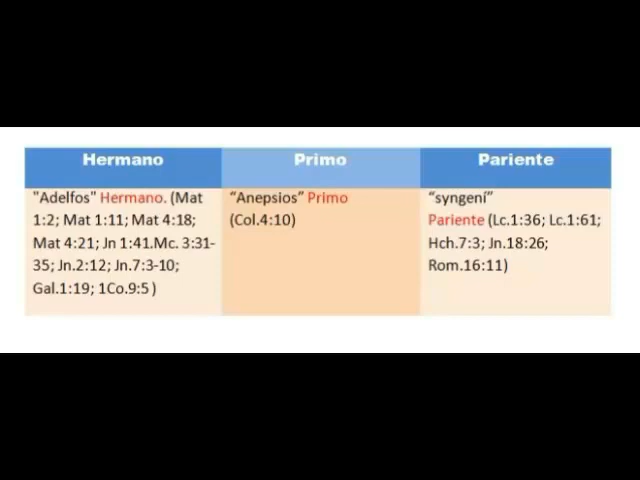 Hermano
Primo
Pariente
"Adelfos" Hermano. (Mat
1:2; Mat 1:11; Mat 4:18;
Mat 4:21; Jn 1:41.Mc. 3:31-
35; Jn.2:12; Jn.7:3-10;
Gal.1:19; 1Co.9:5 )
“Anepsios” Primo
(Col.4:10)
“syngení”
Pariente (Lc.1:36; Lc.1:61;
Hch.7:3; Jn.18:26;
Rom.16:11)